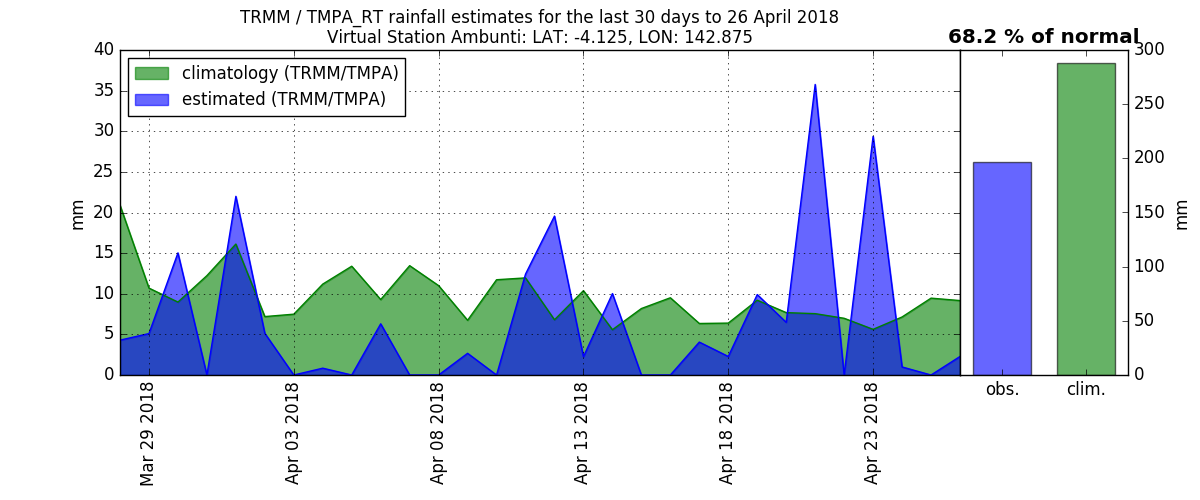 TRMM / TMPA_RT rainfall estimates for the last 30 days to 26 April 2018
Virtual Station Ambunti: LAT: -4.125, LON: 142.875
68.2 % of normal
climatology (TRMM/TMPA)
estimated (TRMM/TMPA)
mm
40
35
30
25
20
15
10
5
0
Mar 29 2018
Apr 03 2018
Apr 08 2018
Apr 13 2018
Apr 18 2018
Apr 23 2018
300
250
200
150
100
50
0
mm
obs.
clim.